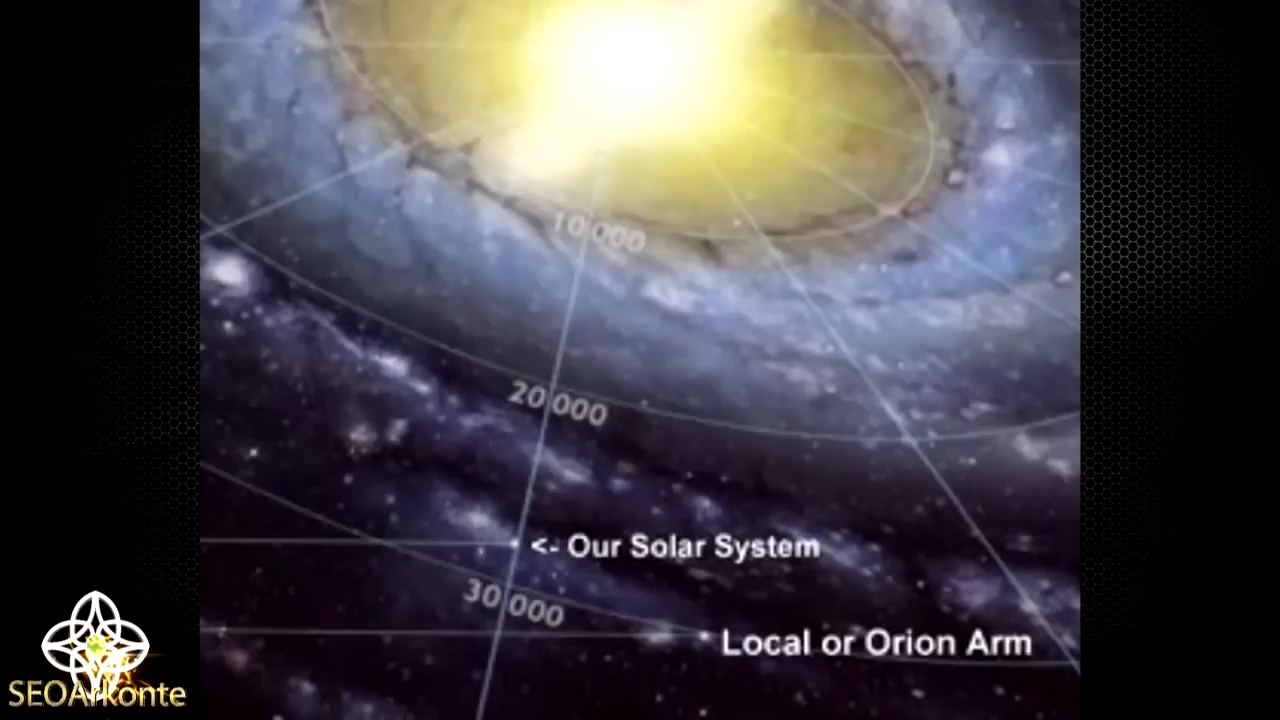 10 000
20 000
<- Our Solar System
30 000
Local or Orion Arm
SEOArkonte